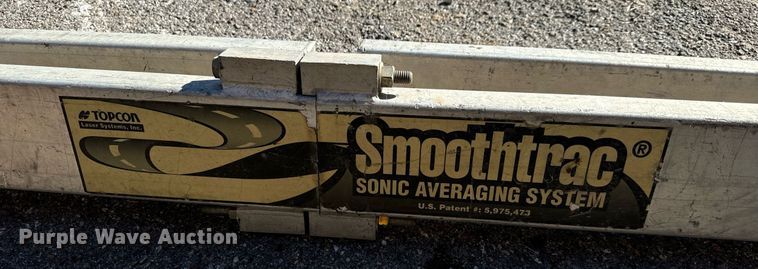 TOPCON
Laser Systems, Inc.
Smoothtrac®
SONIC AVERAGING SYSTEM
U.S. Patent #: 5,975,473
Purple Wave Auction